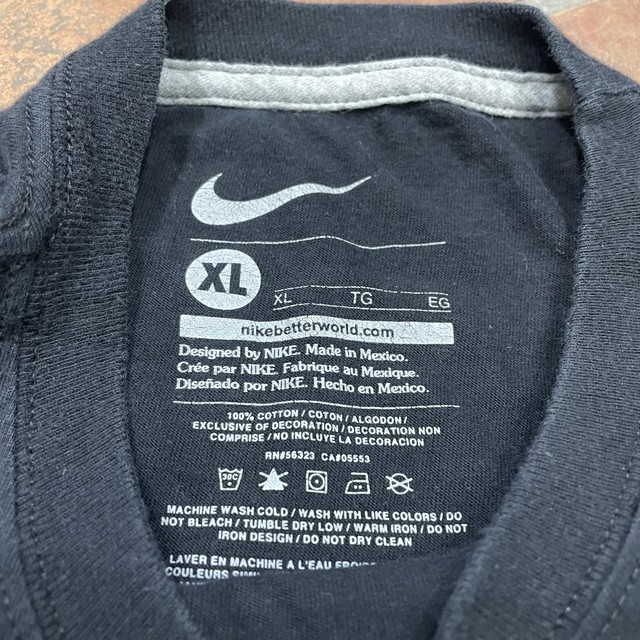 XL
XL TG EG
nikebetterworld.com
Designed by NIKE. Made in Mexico.
Crée par NIKE. Fabrique au Mexique.
Diseñado por NIKE. Hecho en Mexico.
100% COTTON / COTON / ALGODON /
EXCLUSIVE OF DECORATION / DECORATION NON
COMPRISE / NO INCLUYE LA DECORACION
RN#56323 CA#05553
30C
MACHINE WASH COLD / WASH WITH LIKE COLORS / DO
NOT BLEACH / TUMBLE DRY LOW / WARM IRON / DO NOT
IRON DESIGN / DO NOT DRY CLEAN
LAVER EN MACHINE A L'EAU
COULEURS